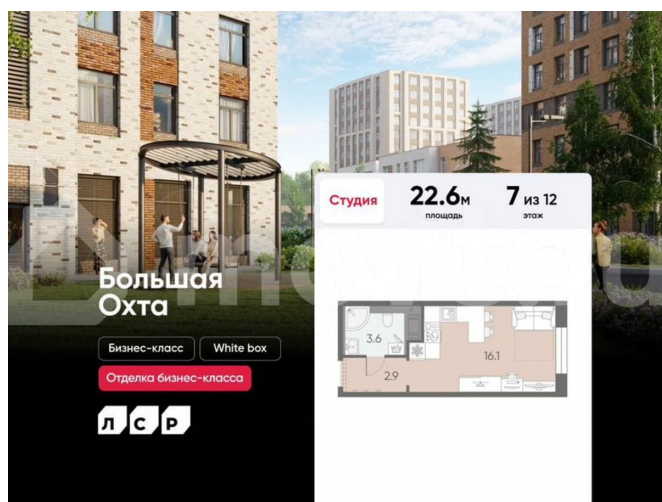 Студия
22.6м
площадь
7 из 12
этаж
Большая
Охта
Бизнес-класс
White box
Отделка бизнес-класса
ЛСР
3.6
16.1
2.9